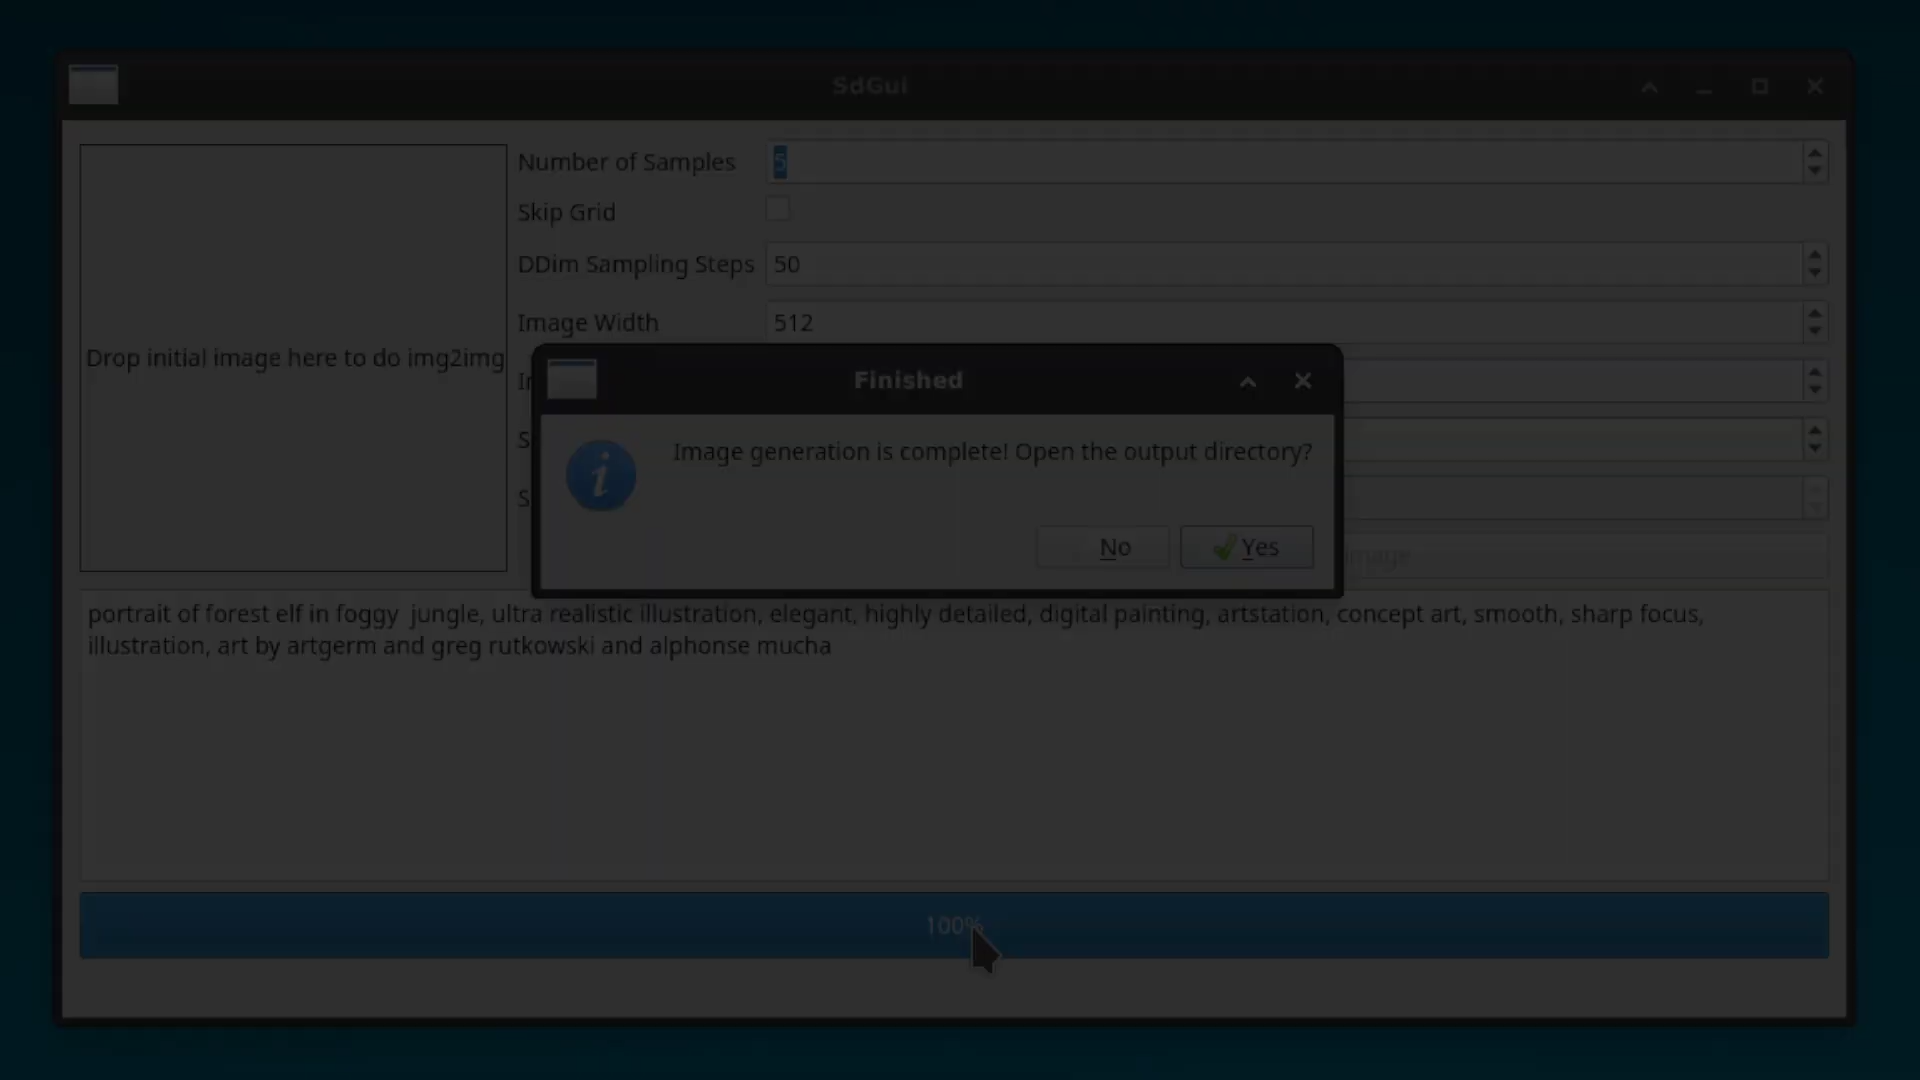 SdGui
Number of Samples
5
Skip Grid
DDim Sampling Steps
50
Image Width
512
Drop initial image here to do img2img
Finished
Image generation is complete! Open the output directory?
No
Yes
image
portrait of forest elf in foggy  jungle, ultra realistic illustration, elegant, highly detailed, digital painting, artstation, concept art, smooth, sharp focus,
illustration, art by artgerm and greg rutkowski and alphonse mucha
100%